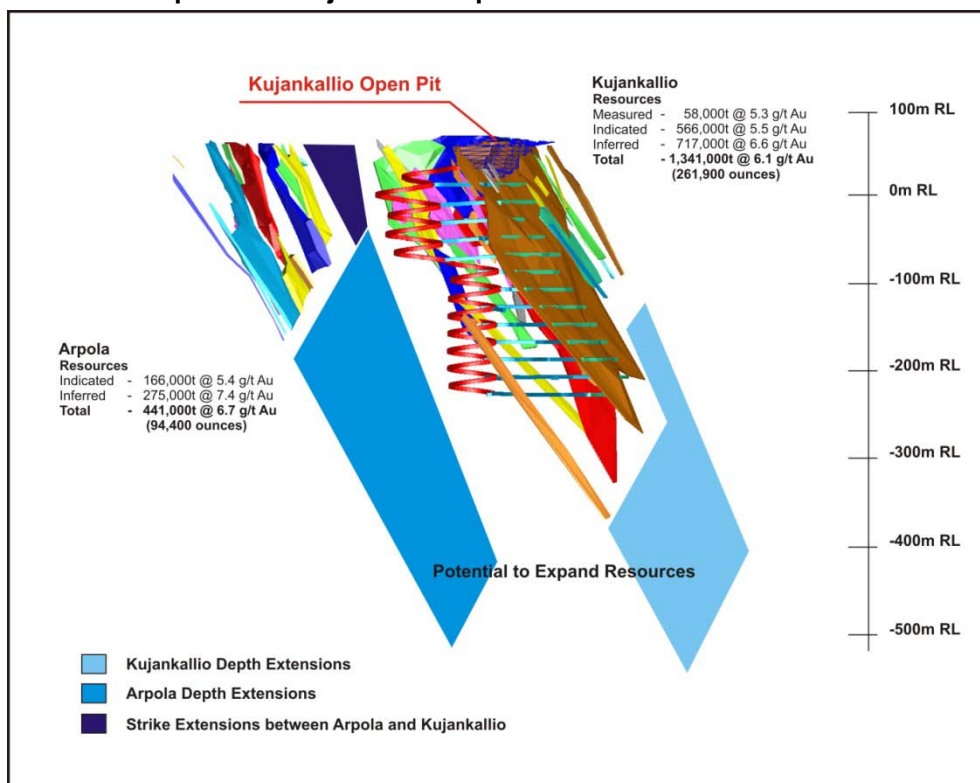 Kujankallio Open Pit
Kujankallio
Resources
Measured - 58,000t @ 5.3 g/t Au
Indicated - 566,000t @ 5.5 g/t Au
Inferred - 717,000t @ 6.6 g/t Au
Total - 1,341,000t @ 6.1 g/t Au
(261,900 ounces)
100m RL
0m RL
-100m RL
-200m RL
-300m RL
-400m RL
-500m RL
Arpola
Resources
Indicated - 166,000t @ 5.4 g/t Au
Inferred - 275,000t @ 7.4 g/t Au
Total - 441,000t @ 6.7 g/t Au
(94,400 ounces)
Potential to Expand Resources
Kujankallio Depth Extensions
Arpola Depth Extensions
Strike Extensions between Arpola and Kujankallio